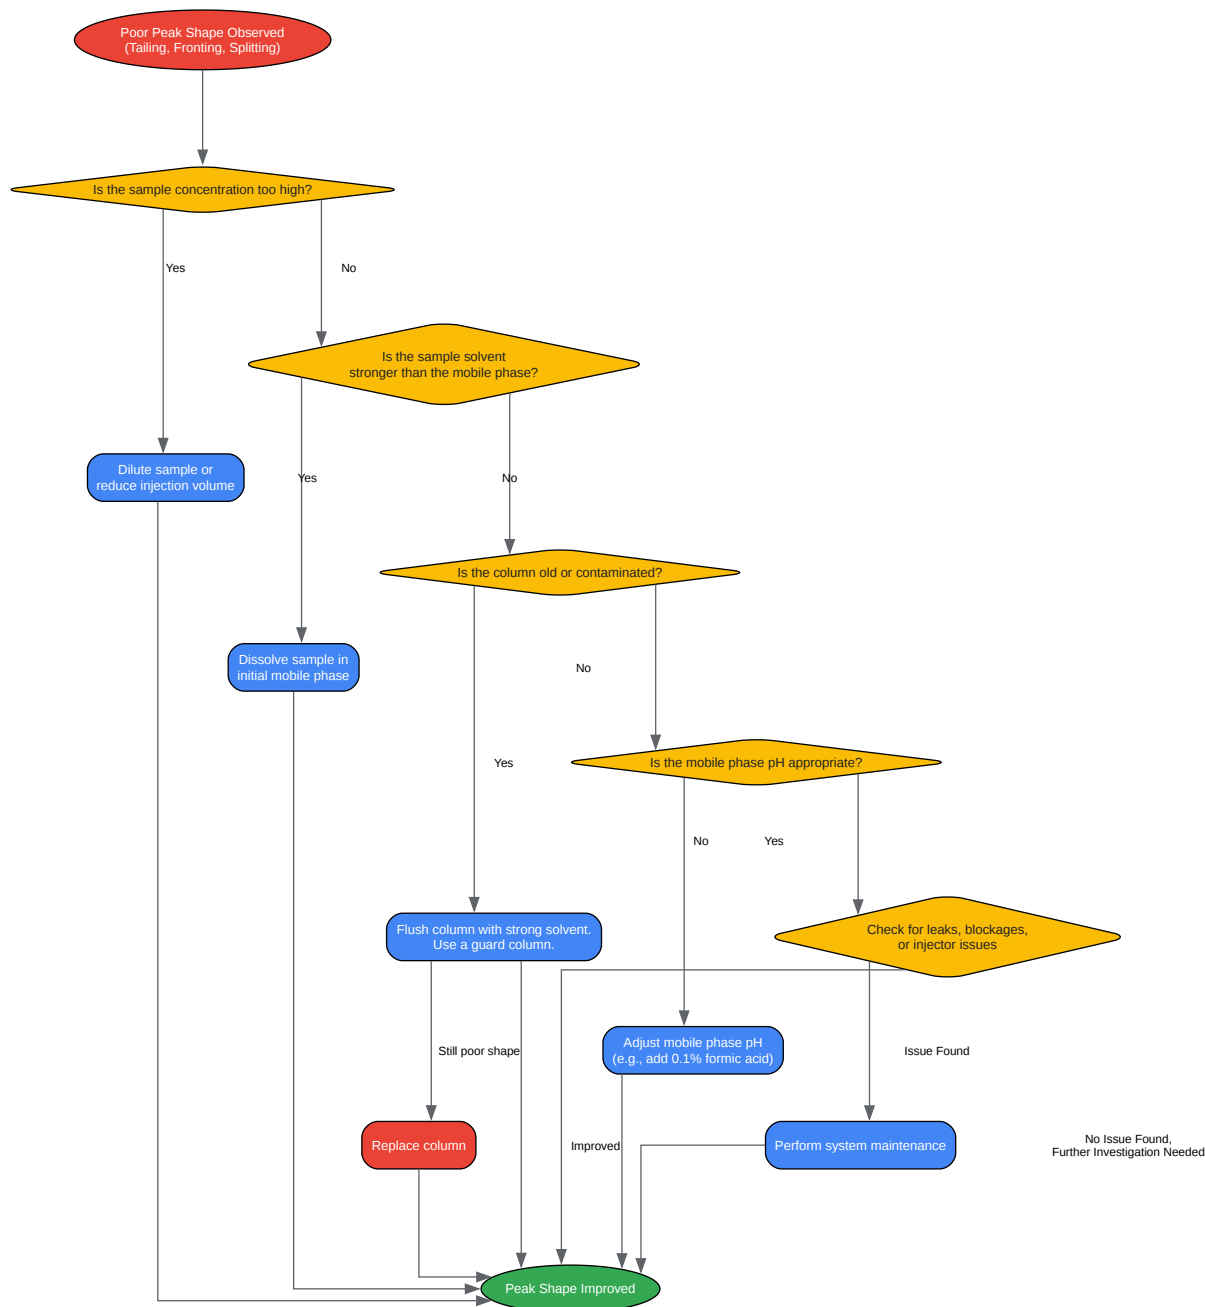 Poor Peak Shape Observed
(Tailing, Fronting, Splitting)
Is the sample concentration too high?
Yes
No
Is the sample solvent
stronger than the mobile phase?
Dilute sample or
reduce injection volume
Yes
No
Is the column old or contaminated?
Dissolve sample in
initial mobile phase
No
Yes
Is the mobile phase pH appropriate?
No
Yes
Flush column with strong solvent.
Use a guard column.
Check for leaks, blockages,
or injector issues
Still poor shape
Adjust mobile phase pH
(e.g., add 0.1% formic acid)
Issue Found
Replace column
Improved
Perform system maintenance
No Issue Found,
Further Investigation Needed
Peak Shape Improved